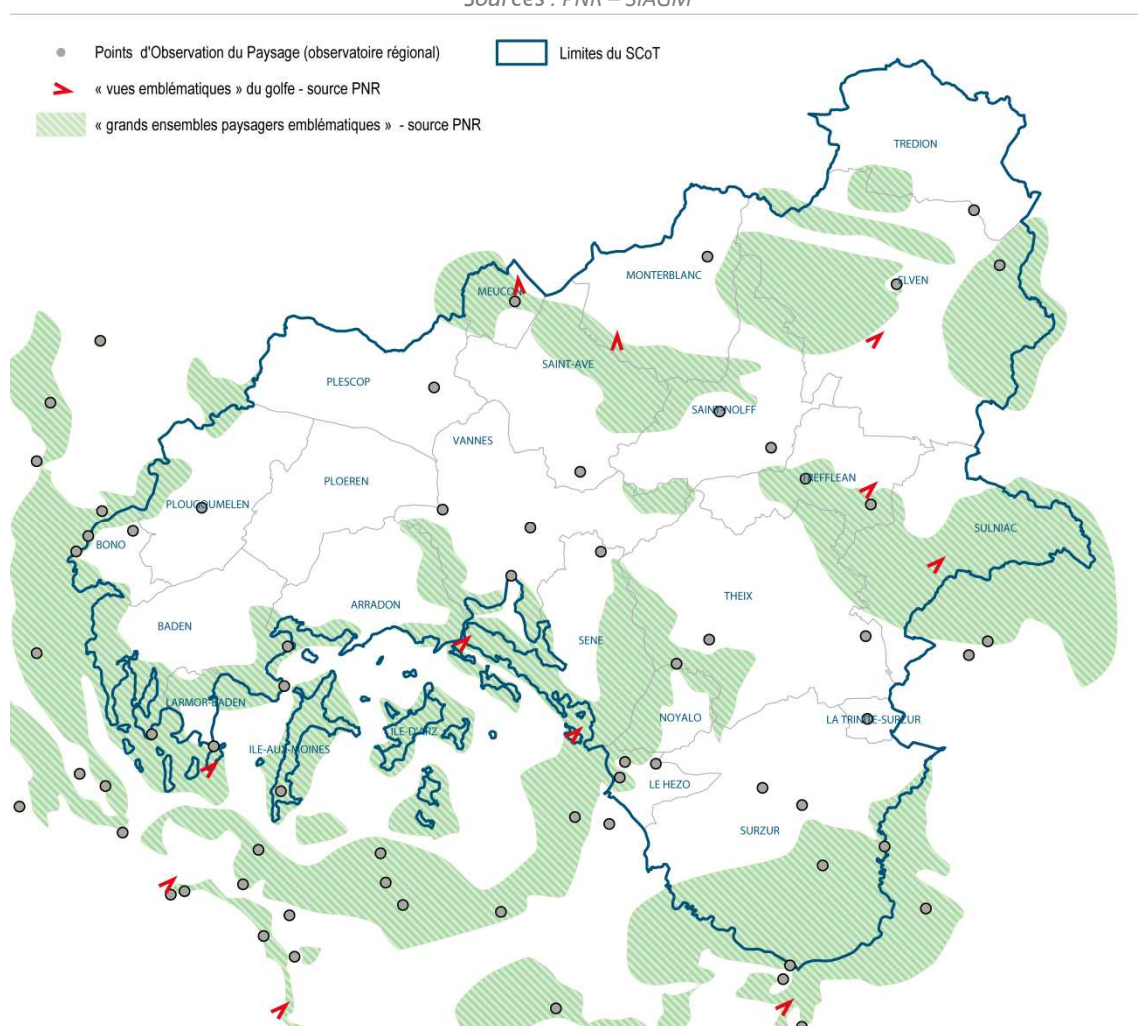 Sources : PNR – SIAGM
Points d'Observation du Paysage (observatoire régional)
Limites du SCoT
« vues emblématiques » du golfe - source PNR
« grands ensembles paysagers emblématiques » - source PNR
TREDION
MONTERBLANC
ELVEN
MEUCON
SAINT-AVE
PLESCOP
SAINT-NOLFF
VANNES
PLOEREN
TREFFLEAN
PLOUGOUMELEN
SULNIAC
BONO
THEIX
ARRADON
BADEN
SENE
LARMOR-BADEN
NOYALO
LA TRINITE-SURZUR
ILE-D'ARZ
ILE-AUX-MOINES
LE HEZO
SURZUR